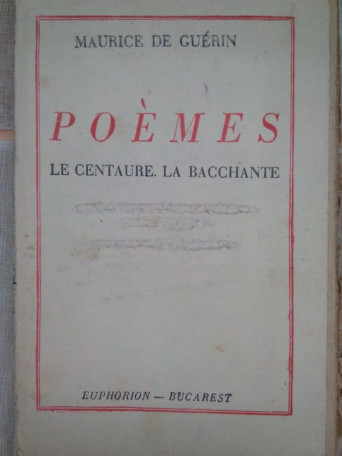 MAURICE DE GUÉRIN
POÈMES
LE CENTAURE. LA BACCHANTE
EUPHORION — BUCAREST